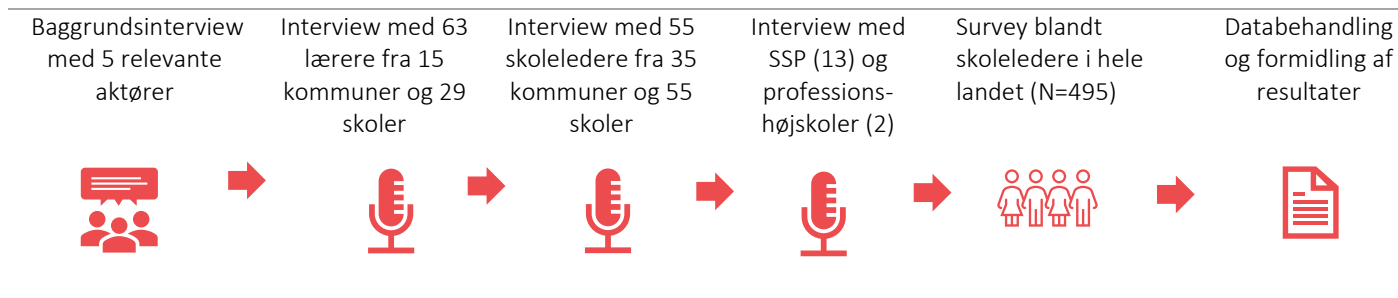 Baggrundsinterview
med 5 relevante
aktører
Interview med 63
lærere fra 15
kommuner og 29
skoler
Interview med 55
skoleledere fra 35
kommuner og 55
skoler
Interview med
SSP (13) og
professions-
højskoler (2)
Survey blandt
skoleledere i hele
landet (N=495)
Databehandling
og formidling af
resultater